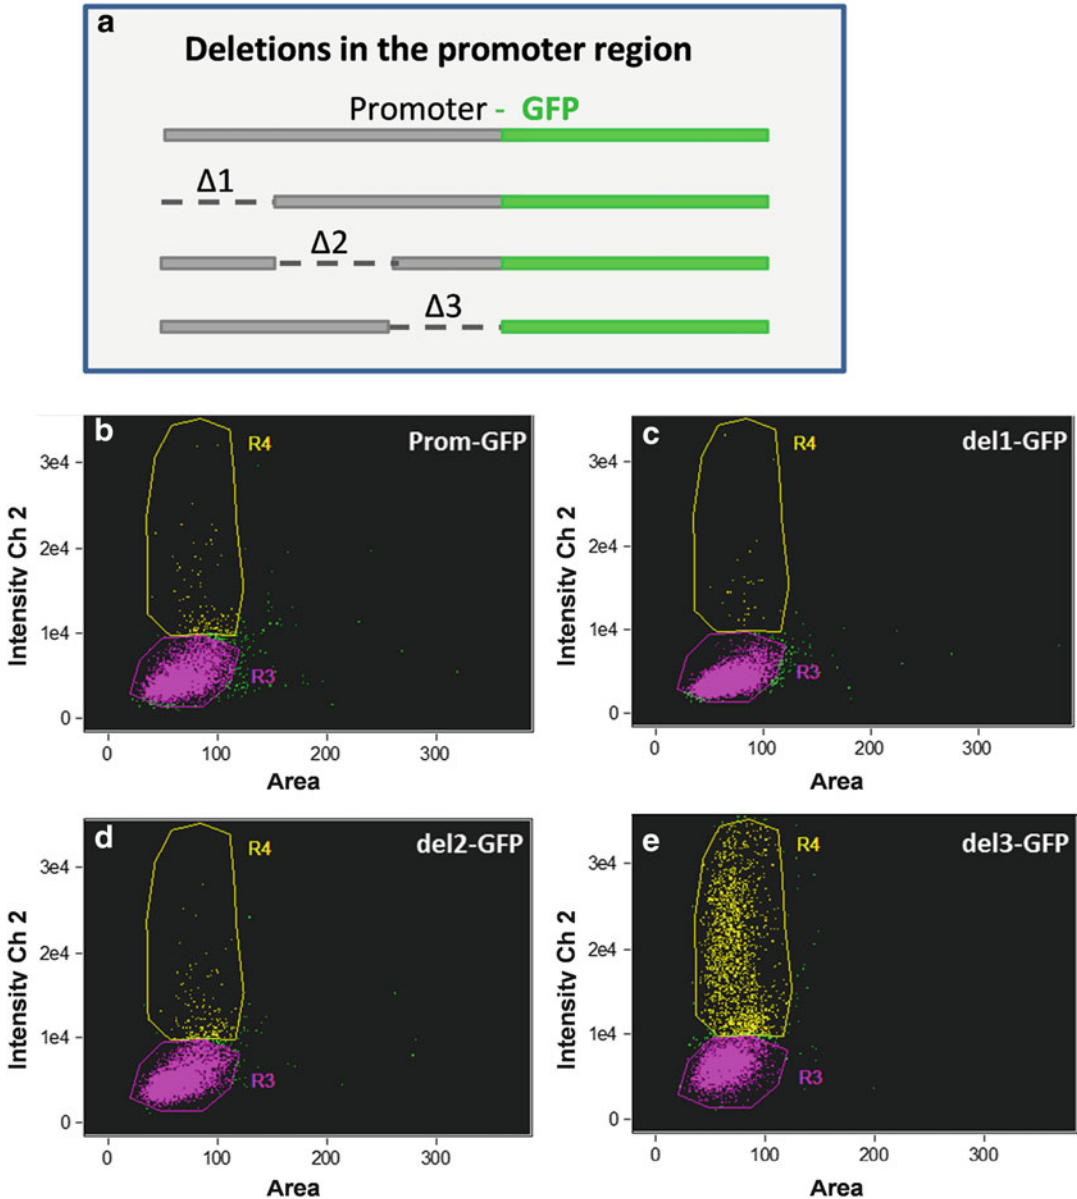 a
Deletions in the promoter region
Promoter - GFP
Δ1
Δ2
Δ3
b
Prom-GFP
R4
R3
Intensity Ch 2
3e4
2e4
1e4
0
0 100 200 300
Area
c
del1-GFP
R4
R3
Intensity Ch 2
3e4
2e4
1e4
0
0 100 200 300
Area
d
del2-GFP
R4
R3
Intensity Ch 2
3e4
2e4
1e4
0
0 100 200 300
Area
e
del3-GFP
R4
R3
Intensity Ch 2
3e4
2e4
1e4
0
0 100 200 300
Area